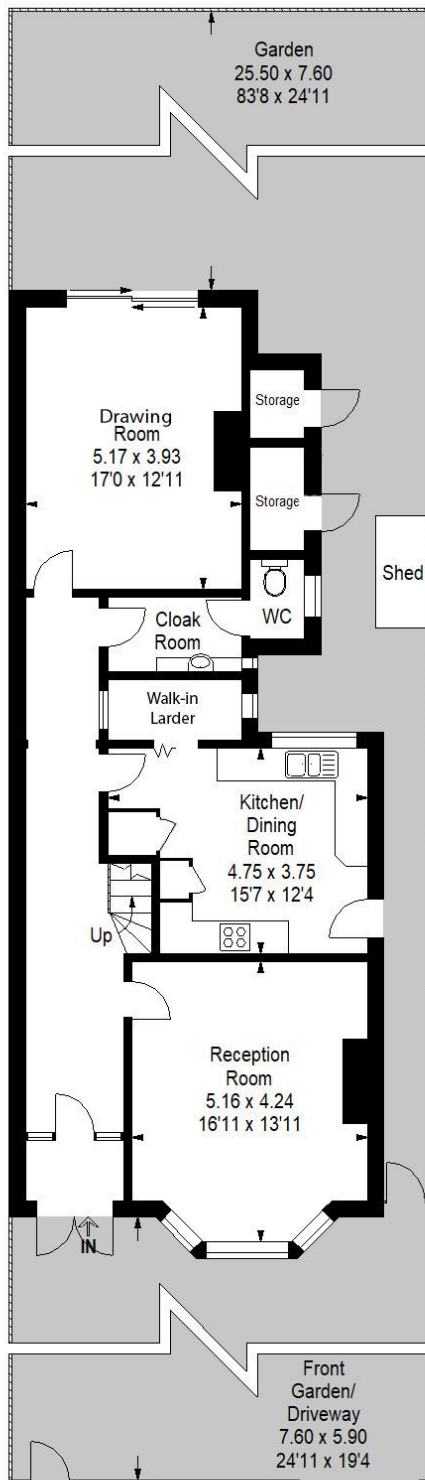 Garden
25.50 x 7.60
83'8 x 24'11
Drawing
Room
5.17 x 3.93
17'0 x 12'11
Storage
Storage
Shed
WC
Cloak
Room
Walk-in
Larder
Kitchen/
Dining
Room
4.75 x 3.75
15'7 x 12'4
Up
Reception
Room
5.16 x 4.24
16'11 x 13'11
IN
Front
Garden/
Driveway
7.60 x 5.90
24'11 x 19'4